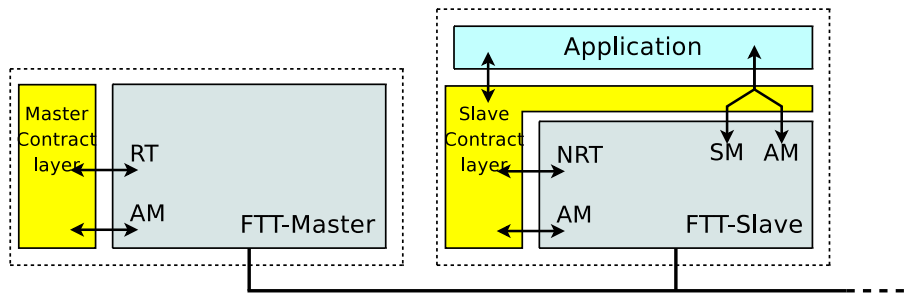 Application
Master
Contract
layer
RT
AM
FTT-Master
Slave
Contract
layer
NRT
AM
SM
AM
FTT-Slave